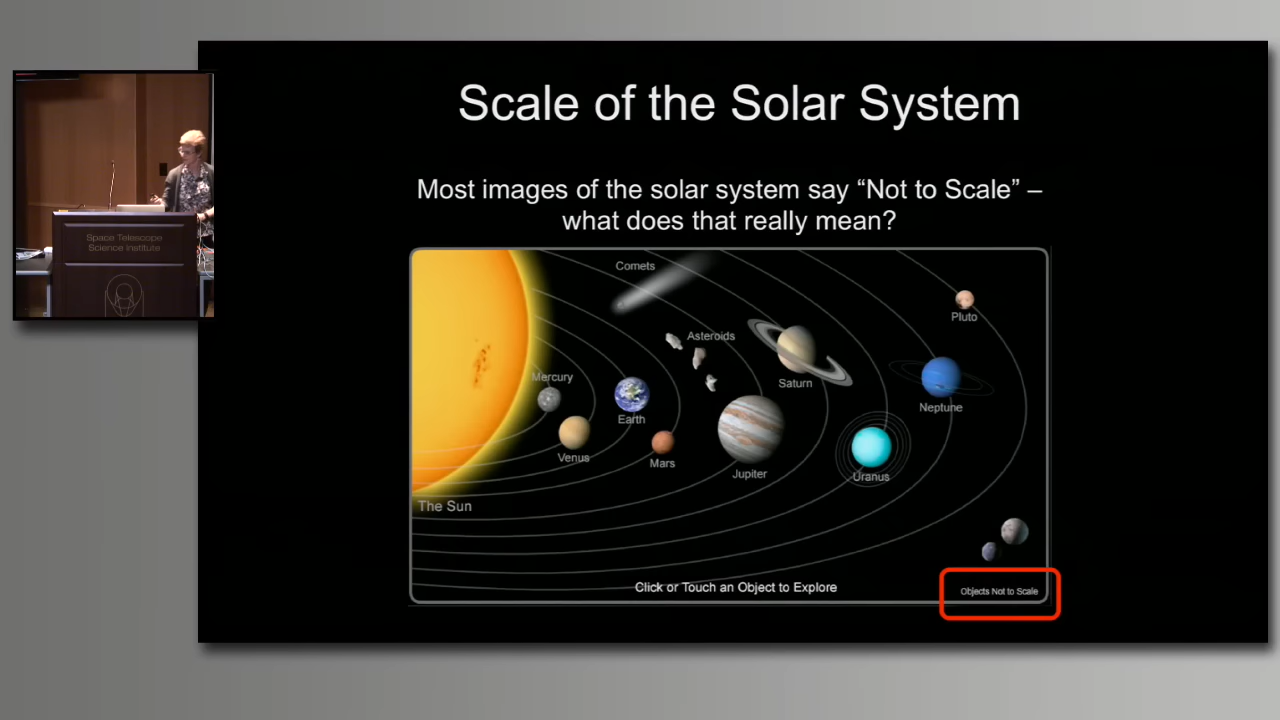 Scale of the Solar System
Most images of the solar system say “Not to Scale” –
what does that really mean?
Comets
Pluto
Asteroids
Mercury
Saturn
Neptune
Earth
Venus
Mars
Jupiter
Uranus
The Sun
Click or Touch an Object to Explore
Objects Not to Scale
Space Telescope
Science Institute